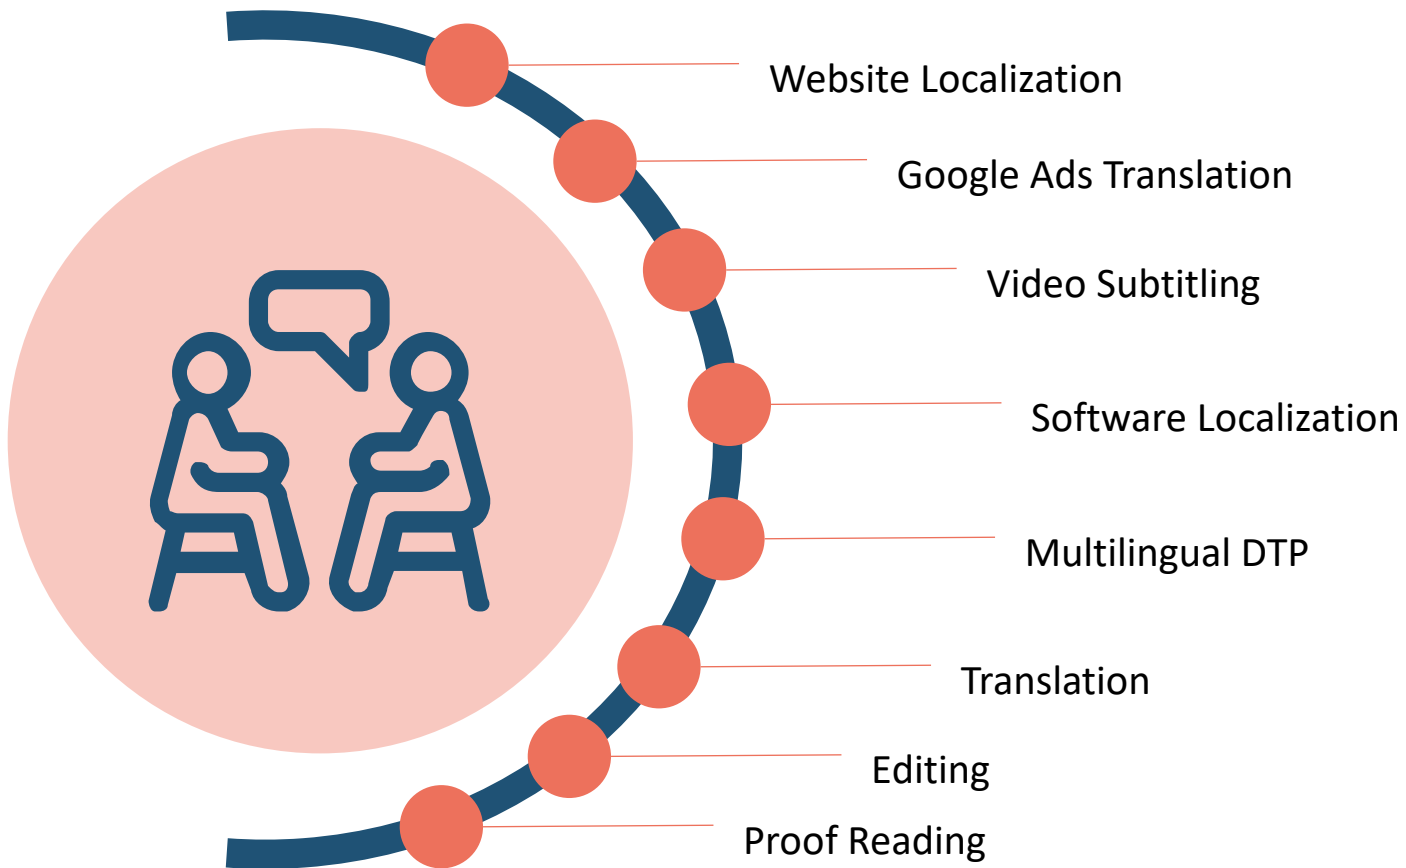 Website Localization
Google Ads Translation
Video Subtitling
Software Localization
Multilingual DTP
Translation
Editing
Proof Reading